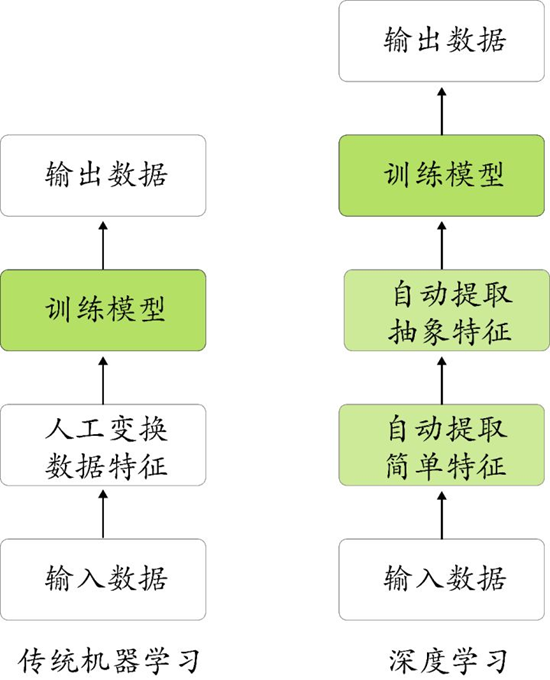 输出数据
训练模型
人工变换
数据特征
输入数据
传统机器学习
输出数据
训练模型
自动提取
抽象特征
自动提取
简单特征
输入数据
深度学习